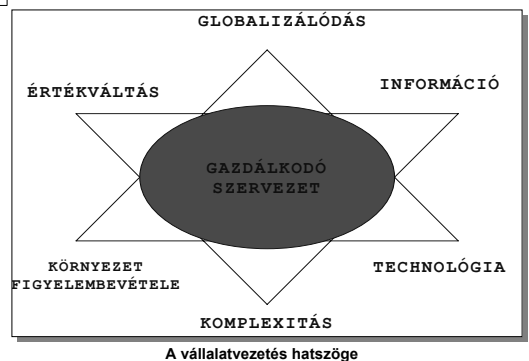 GLOBALIZÁLÓDÁS
ÉRTÉKVÁLTÁS
INFORMÁCIÓ
GAZDÁLKODÓ
SZERVEZET
KÖRNYEZET
FIGYELEMBEVÉTELE
TECHNOLÓGIA
KOMPLEXITÁS
A vállalatvezetés hatszöge